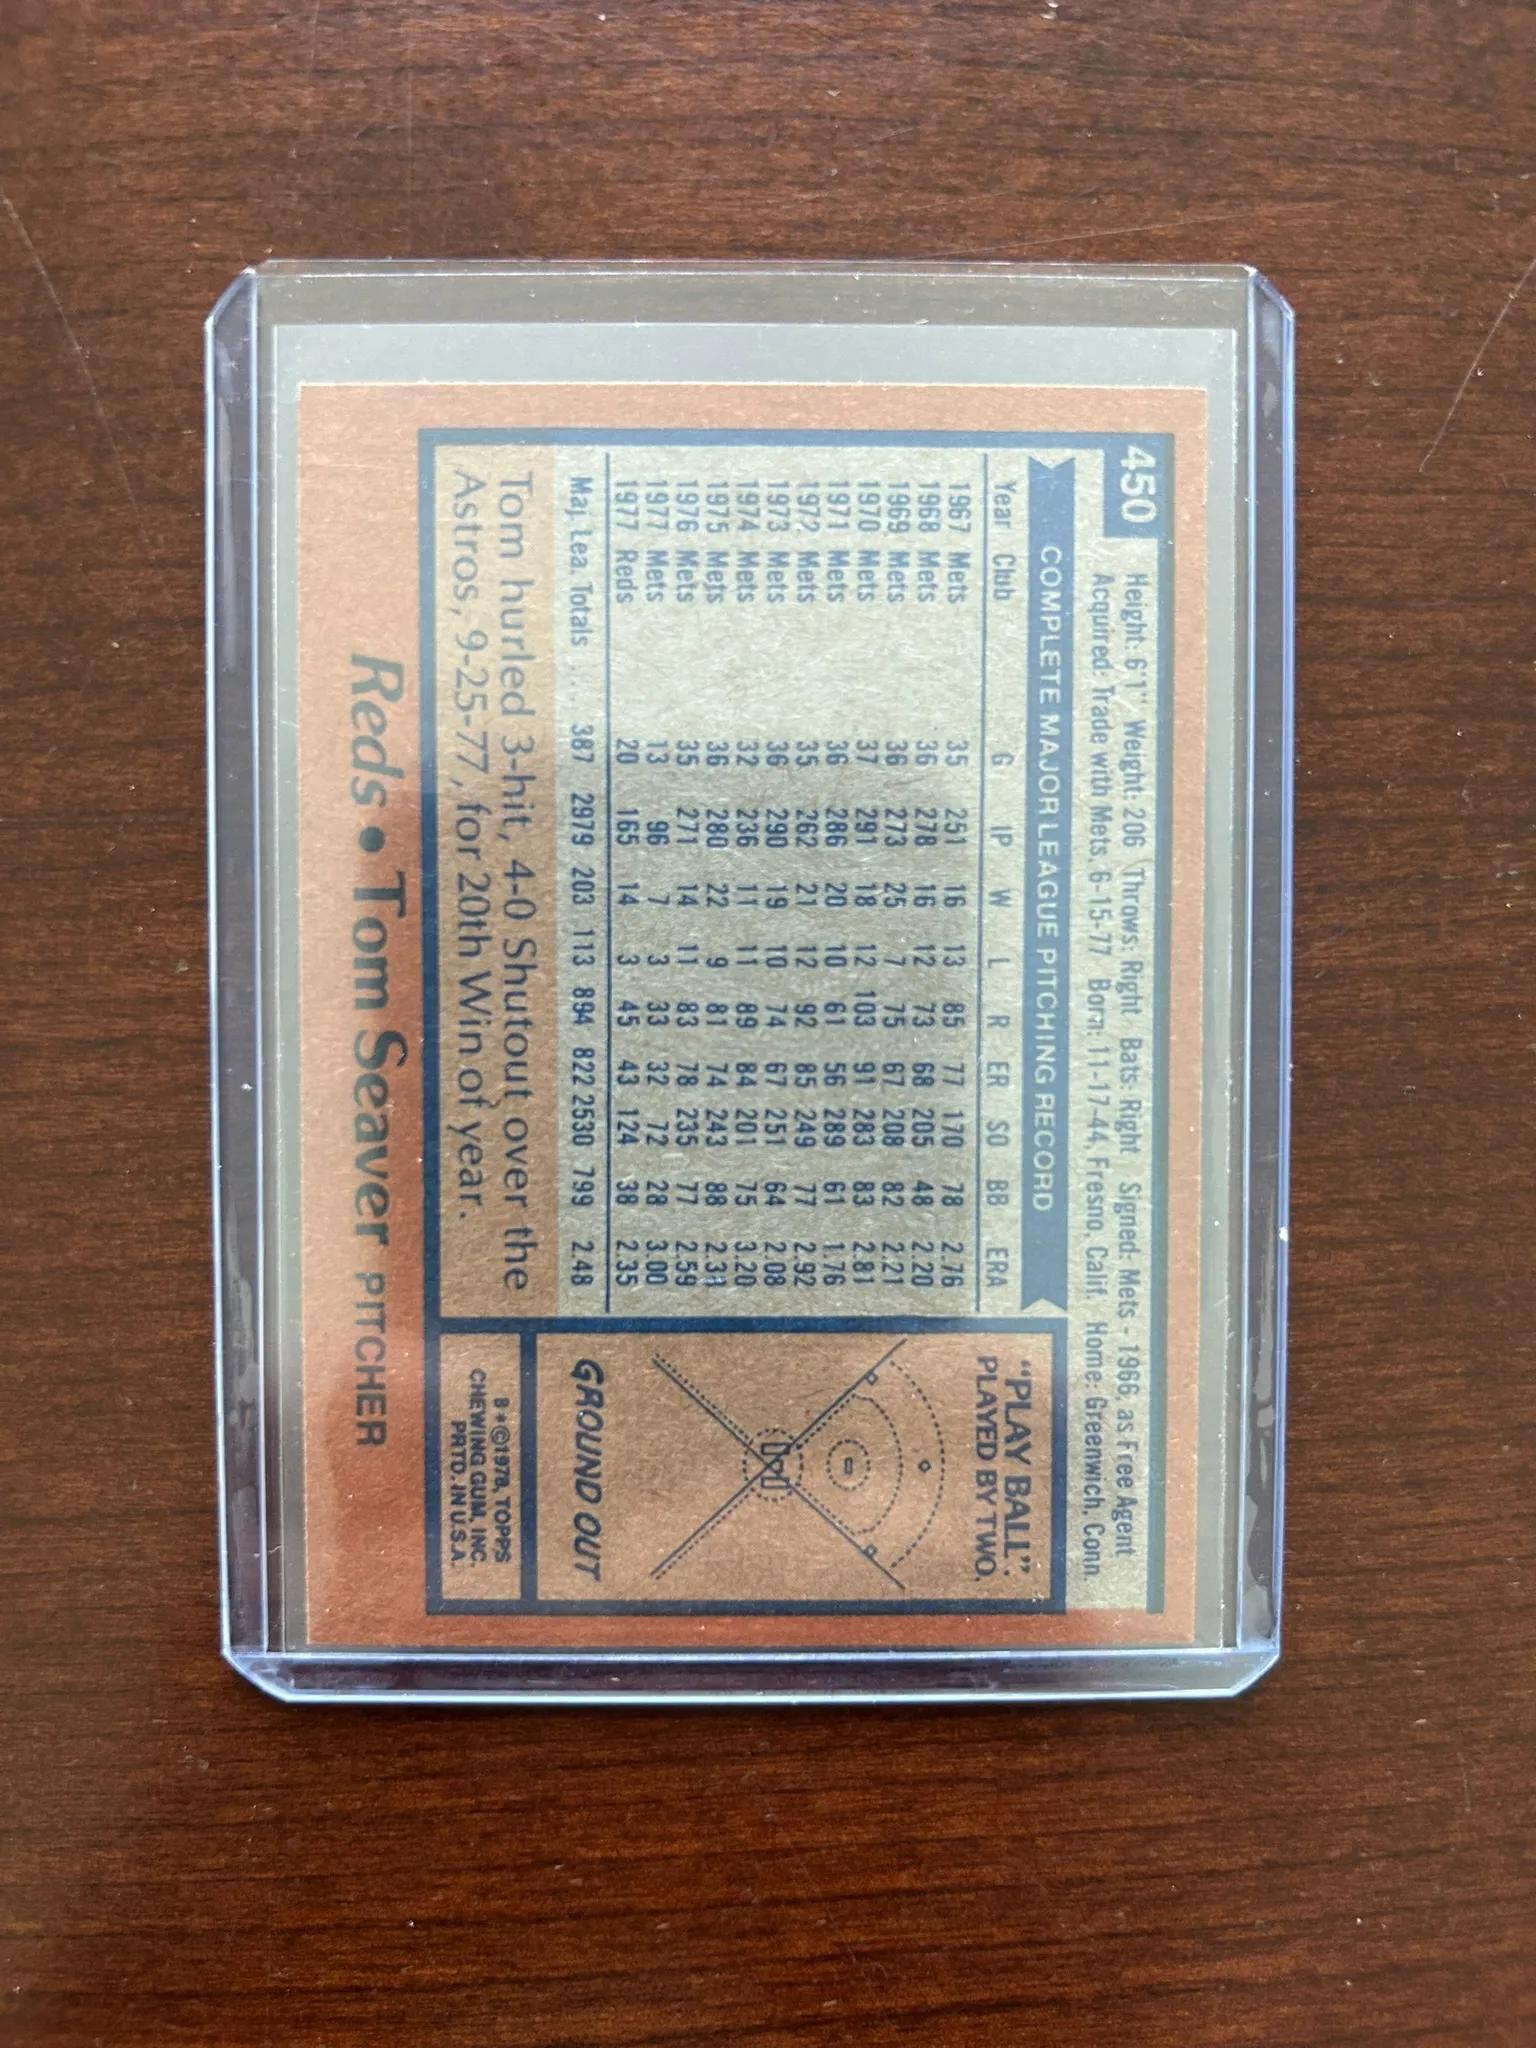 450
Height: 6'1" Weight: 206 Throws: Right Bats: Right Signed: Mets - 1966, as Free Agent
Acquired: Trade with Mets, 6-15-77 Born: 11-17-44, Fresno, Calif. Home: Greenwich, Conn.
COMPLETE MAJOR LEAGUE PITCHING RECORD
Year Club G IP W L R ER SO BB ERA
1967 Mets 35 251 16 13 85 77 170 78 2.76
1968 Mets 36 278 16 12 73 68 205 48 2.20
1969 Mets 36 273 25 7 75 67 208 82 2.21
1970 Mets 37 291 18 12 103 91 283 83 2.81
1971 Mets 36 286 20 10 61 56 289 61 1.76
1972 Mets 35 262 21 12 92 85 249 77 2.92
1973 Mets 36 290 19 10 74 67 251 64 2.08
1974 Mets 32 236 11 11 89 84 201 75 3.20
1975 Mets 36 280 22 9 81 74 243 88 2.38
1976 Mets 35 271 14 11 83 78 235 77 2.59
1977 Mets 13 96 7 3 33 32 72 28 3.00
1977 Reds 20 165 14 3 45 43 124 38 2.35
Maj. Lea. Totals .... 387 2979 203 113 894 822 2530 799 2.48
Tom hurled 3-hit, 4-0 Shutout over the
Astros, 9-25-77, for 20th Win of year.
"PLAY BALL"
PLAYED BY TWO.
GROUND OUT
B*©1978, TOPPS
CHEWING GUM, INC.
PRTD. IN U.S.A.
Reds • Tom Seaver PITCHER